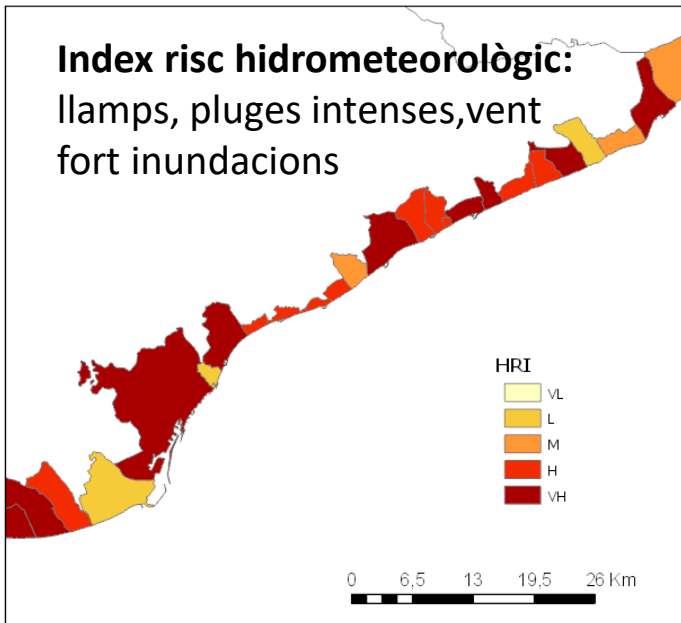 Index risc hidrometeorològic:
llamps, pluges intenses,vent
fort inundacions
HRI
VL
L
M
H
VH
0 6,5 13 19,5 26 Km